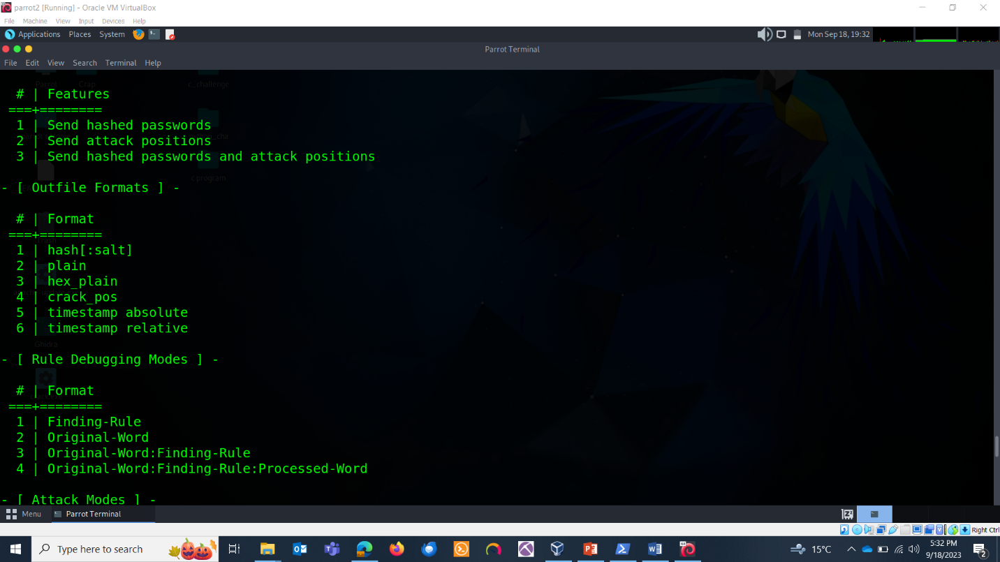 parrot2 [Running] - Oracle VM VirtualBox
File Machine View Input Devices Help
Applications Places System Mon Sep 18, 19:32
Parrot Terminal
File Edit View Search Terminal Help
Parrot Crap c_challenge
# | Features
===+========
1 | Send hashed passwords
2 | Send attack positions
3 | Send hashed passwords and attack positions
- [ Outfile Formats ] -
# | Format
===+========
1 | hash[:salt]
2 | plain
3 | hex_plain
4 | crack_pos
5 | timestamp absolute
6 | timestamp relative
Ghidra
- [ Rule Debugging Modes ] -
# | Format
===+========
1 | Finding-Rule
2 | Original-Word
3 | Original-Word:Finding-Rule
4 | Original-Word:Finding-Rule:Processed-Word
- [ Attack Modes ] -
Menu Parrot Terminal
Right Ctrl
Type here to search 15°C 5:32 PM
9/18/2023 2